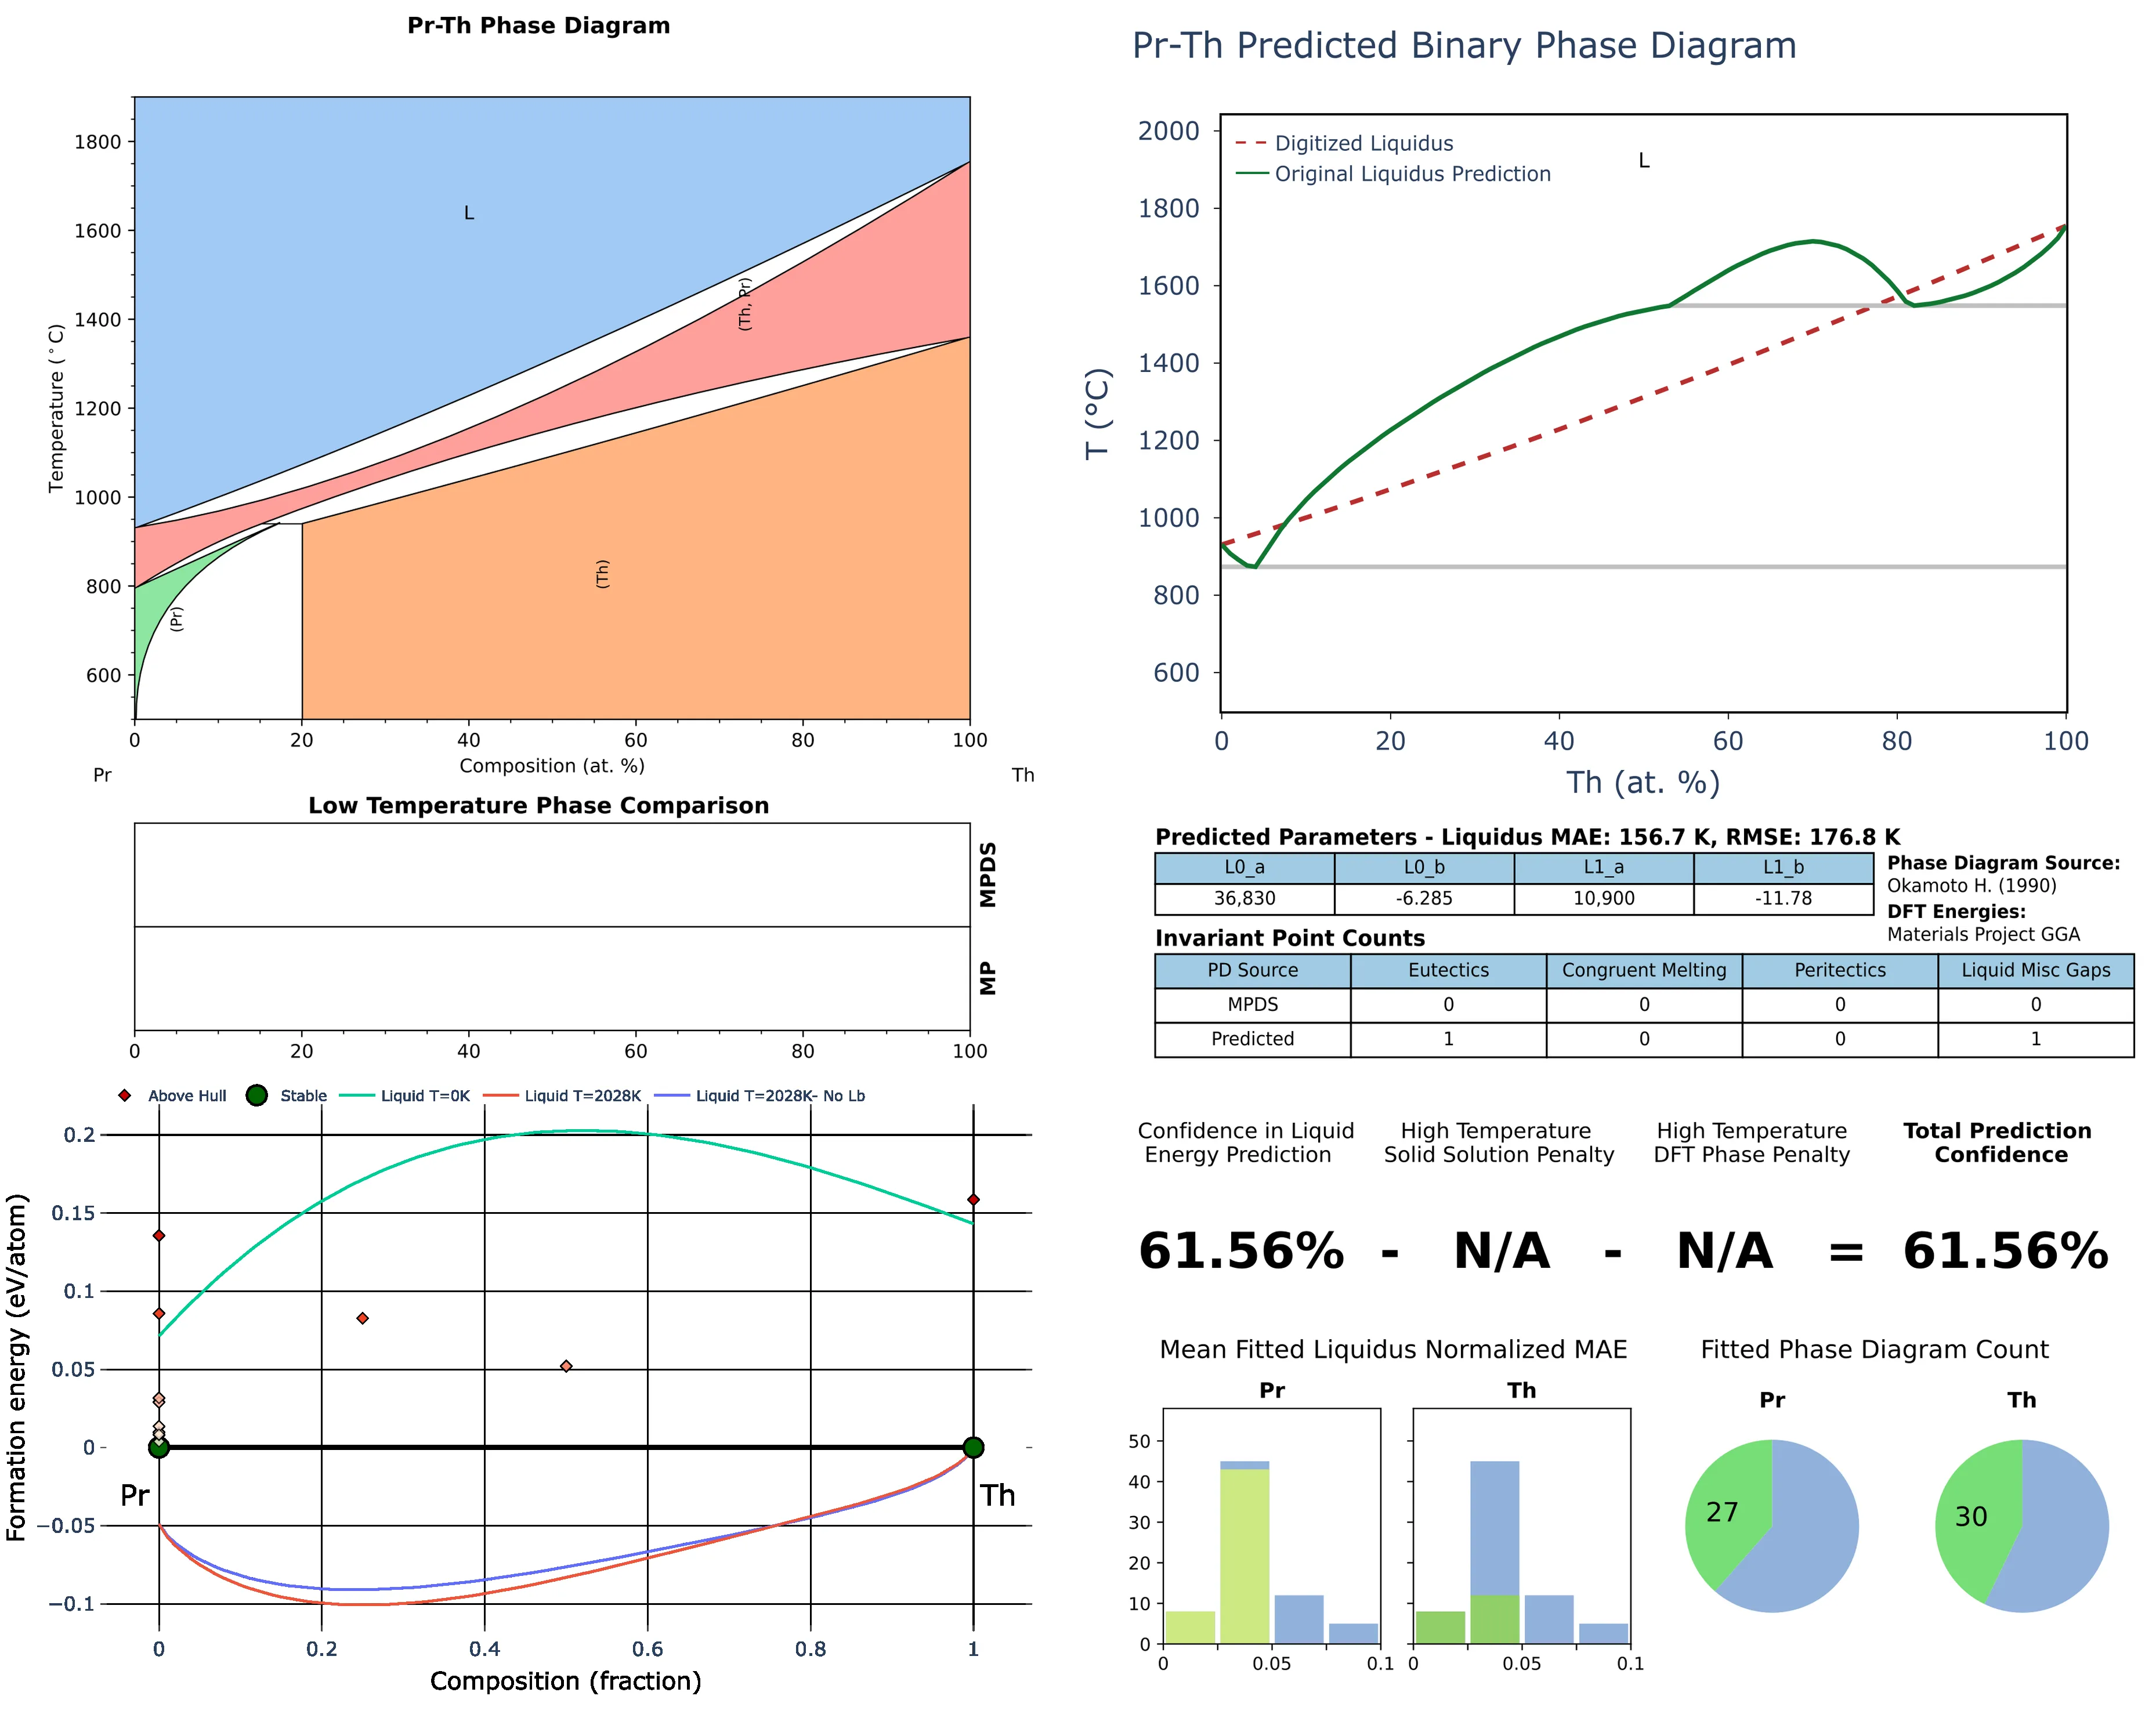 Pr-Th Phase Diagram
1800
1600
1400
1200
1000
800
600
Temperature (°C)
L
(Th, Pr)
(Th)
(Pr)
0 20 40 60 80 100
Composition (at. %)
Pr Th
Low Temperature Phase Comparison
MPDS
MP
0 20 40 60 80 100
Above Hull Stable Liquid T=0K Liquid T=2028K Liquid T=2028K- No Lb
0.2
0.15
0.1
0.05
0
−0.05
−0.1
Formation energy (eV/atom)
Pr Th
0 0.2 0.4 0.6 0.8 1
Composition (fraction)
Pr-Th Predicted Binary Phase Diagram
Digitized Liquidus
Original Liquidus Prediction
L
2000
1800
1600
1400
1200
1000
800
600
T (°C)
0 20 40 60 80 100
Th (at. %)
Predicted Parameters - Liquidus MAE: 156.7 K, RMSE: 176.8 K
L0_a L0_b L1_a L1_b
36,830 -6.285 10,900 -11.78
Phase Diagram Source:
Okamoto H. (1990)
DFT Energies:
Materials Project GGA
Invariant Point Counts
PD Source Eutectics Congruent Melting Peritectics Liquid Misc Gaps
MPDS 0 0 0 0
Predicted 1 0 0 1
Confidence in Liquid
Energy Prediction
High Temperature
Solid Solution Penalty
High Temperature
DFT Phase Penalty
Total Prediction
Confidence
61.56% - N/A - N/A = 61.56%
Mean Fitted Liquidus Normalized MAE
Pr Th
50
40
30
20
10
0
0 0.05 0.1 0 0.05 0.1
Fitted Phase Diagram Count
Pr Th
27 30